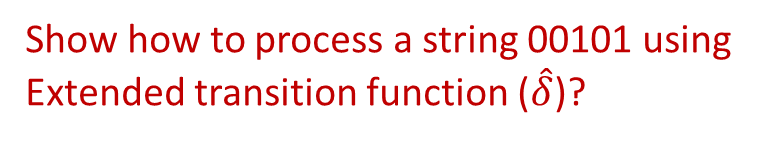 Show how to process a string 00101 using
Extended transition function (δ̂)?